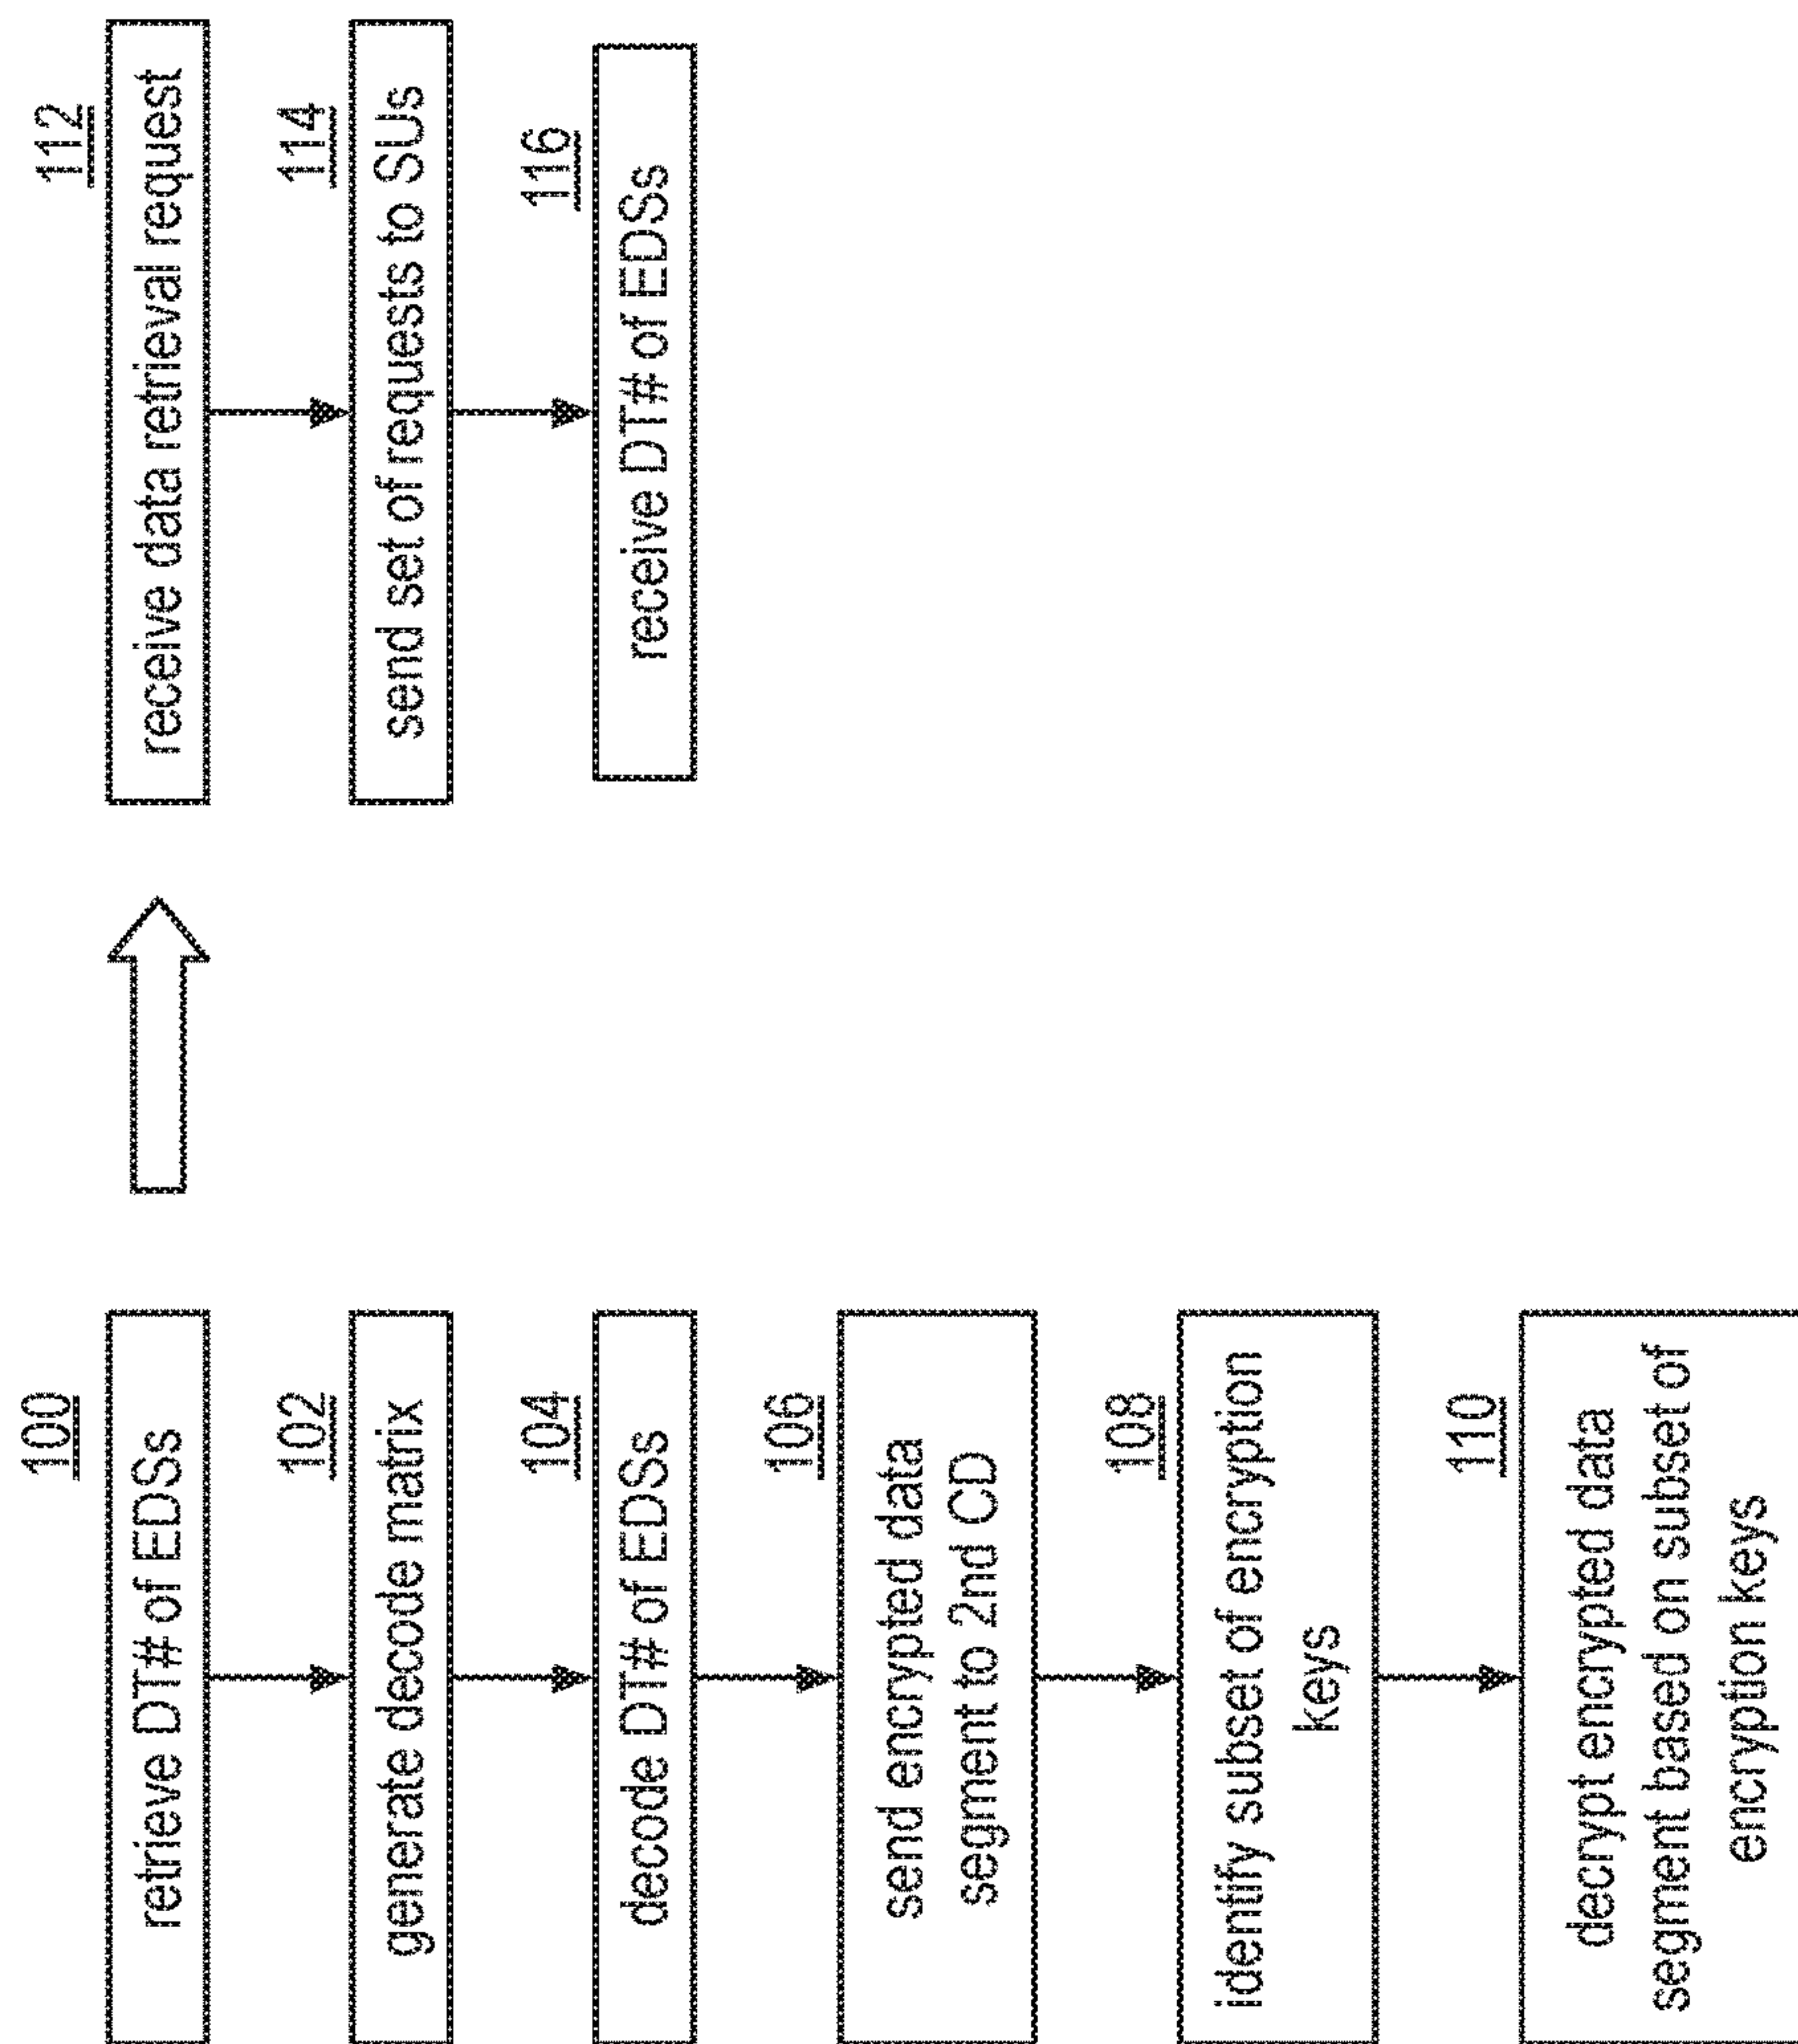 100
retrieve DT# of EDSs
102
generate decode matrix
104
decode DT# of EDSs
106
send encrypted data
segment to 2nd CD
108
identify subset of encryption
keys
110
decrypt encrypted data
segment based on subset of
encryption keys
112
receive data retrieval request
114
send set of requests to SUs
116
receive DT# of EDSs